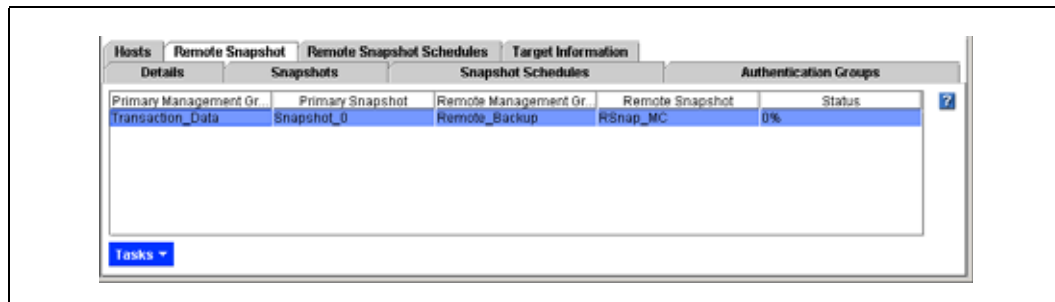 Hosts Remote Snapshot Remote Snapshot Schedules Target Information
Details Snapshots Snapshot Schedules Authentication Groups
Primary Management Gr... Primary Snapshot Remote Management Gr... Remote Snapshot Status
Transaction_Data Snapshot_0 Remote_Backup RSnap_MC 0%
?
Tasks